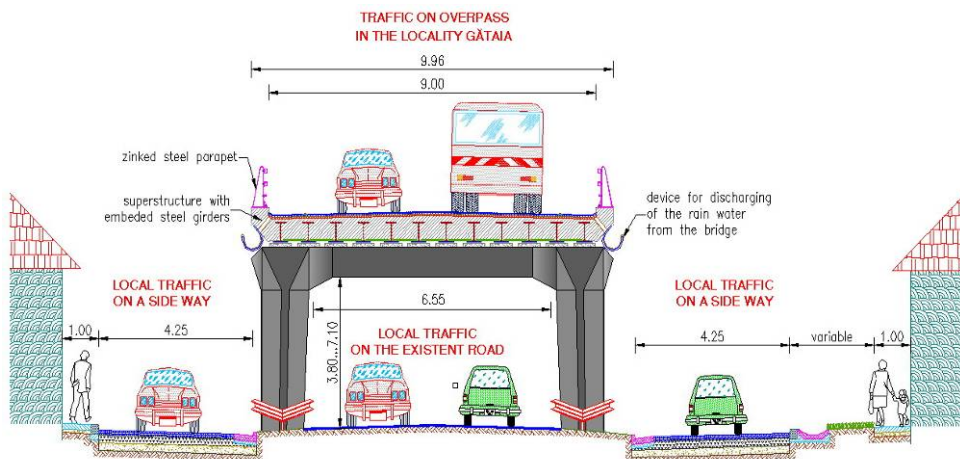 TRAFFIC ON OVERPASS
IN THE LOCALITY GĂTAIA
9.96
9.00
zinked steel parapet
superstructure with
embeded steel girders
device for discharging
of the rain water
from the bridge
LOCAL TRAFFIC
ON A SIDE WAY
6.55
LOCAL TRAFFIC
ON A SIDE WAY
1.00
4.25
3.80...7.10
LOCAL TRAFFIC
ON THE EXISTENT ROAD
4.25
variable
1.00